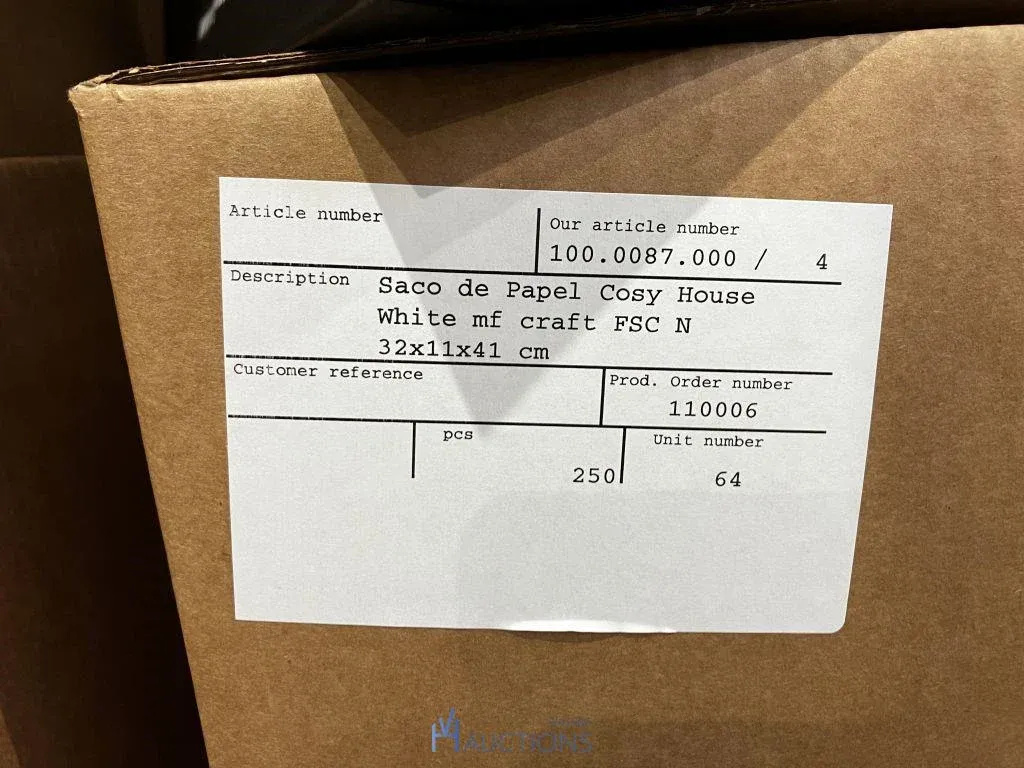 Article number
Our article number
100.0087.000 / 4
Description
Saco de Papel Cosy House
White mf craft FSC N
32x11x41 cm
Customer reference
Prod. Order number
110006
pcs
250
Unit number
64
AUCTIONS